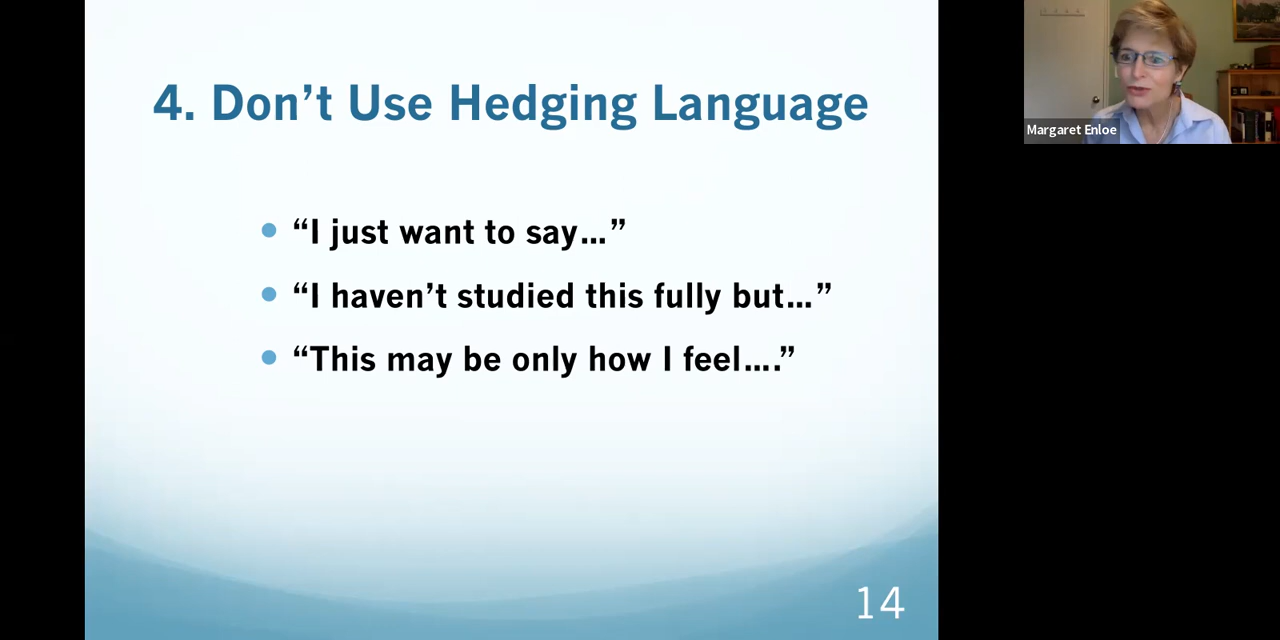 4. Don’t Use Hedging Language
“I just want to say…”
“I haven’t studied this fully but…”
“This may be only how I feel….”
14
Margaret Enloe